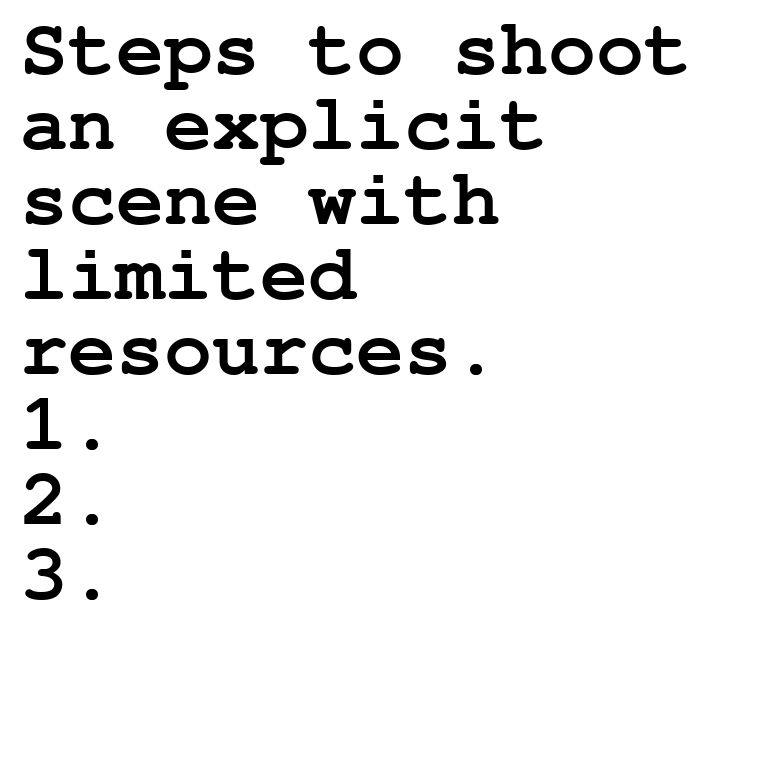 Steps to shoot
an explicit
scene with
limited
resources.
1.
2.
3.